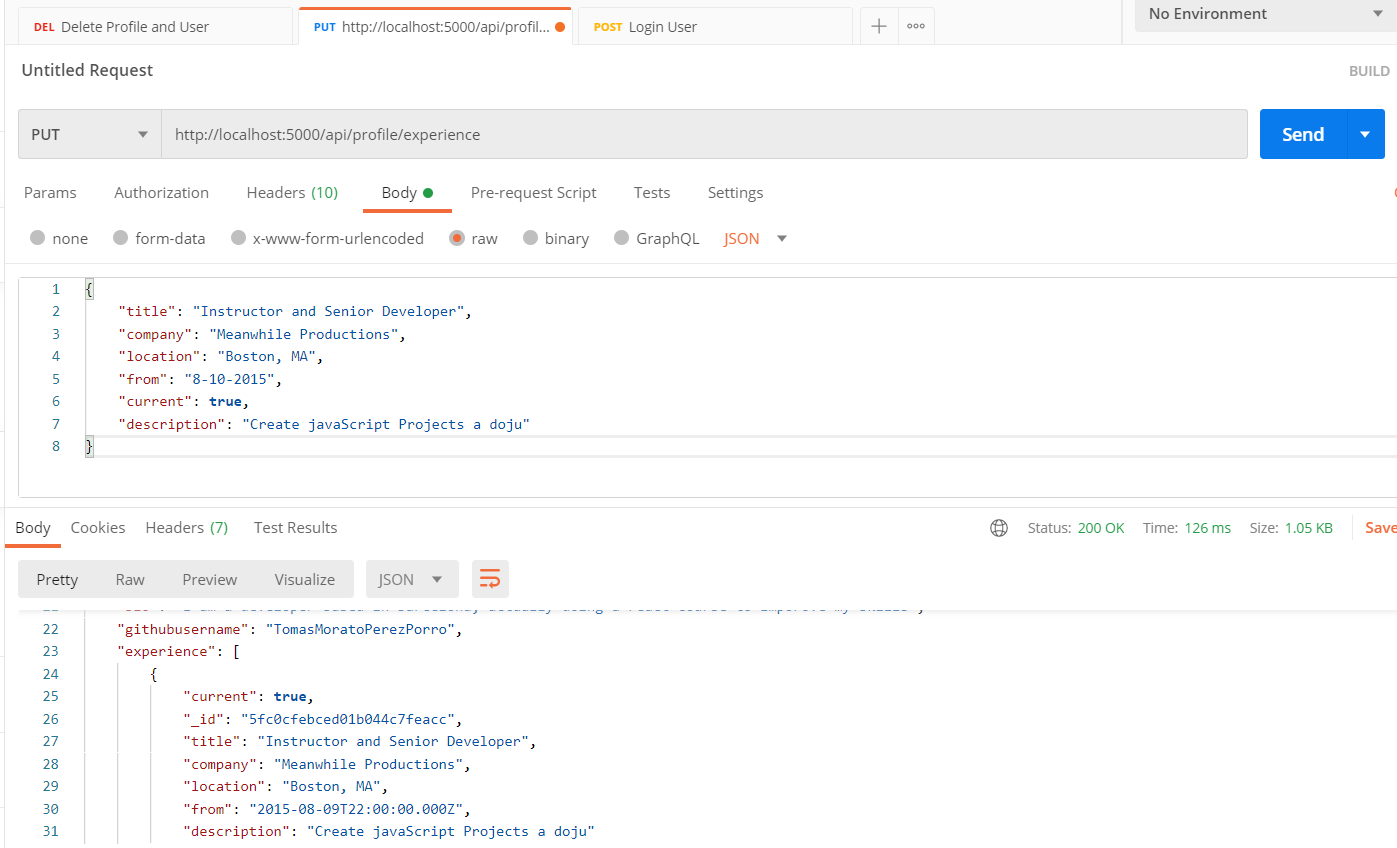 DEL Delete Profile and User
PUT http://localhost:5000/api/profil...
POST Login User
No Environment
Untitled Request
BUILD
PUT
http://localhost:5000/api/profile/experience
Send
Params Authorization Headers (10) Body Pre-request Script Tests Settings
none form-data x-www-form-urlencoded raw binary GraphQL JSON
1 {
2 "title": "Instructor and Senior Developer",
3 "company": "Meanwhile Productions",
4 "location": "Boston, MA",
5 "from": "8-10-2015",
6 "current": true,
7 "description": "Create javaScript Projects a doju"
8 }
Body Cookies Headers (7) Test Results
Status: 200 OK Time: 126 ms Size: 1.05 KB Save
Pretty Raw Preview Visualize JSON
22 "githubusername": "TomasMoratoPerezPorro",
23 "experience": [
24 {
25 "current": true,
26 "_id": "5fc0cfebced01b044c7feacc",
27 "title": "Instructor and Senior Developer",
28 "company": "Meanwhile Productions",
29 "location": "Boston, MA",
30 "from": "2015-08-09T22:00:00.000Z",
31 "description": "Create javaScript Projects a doju"